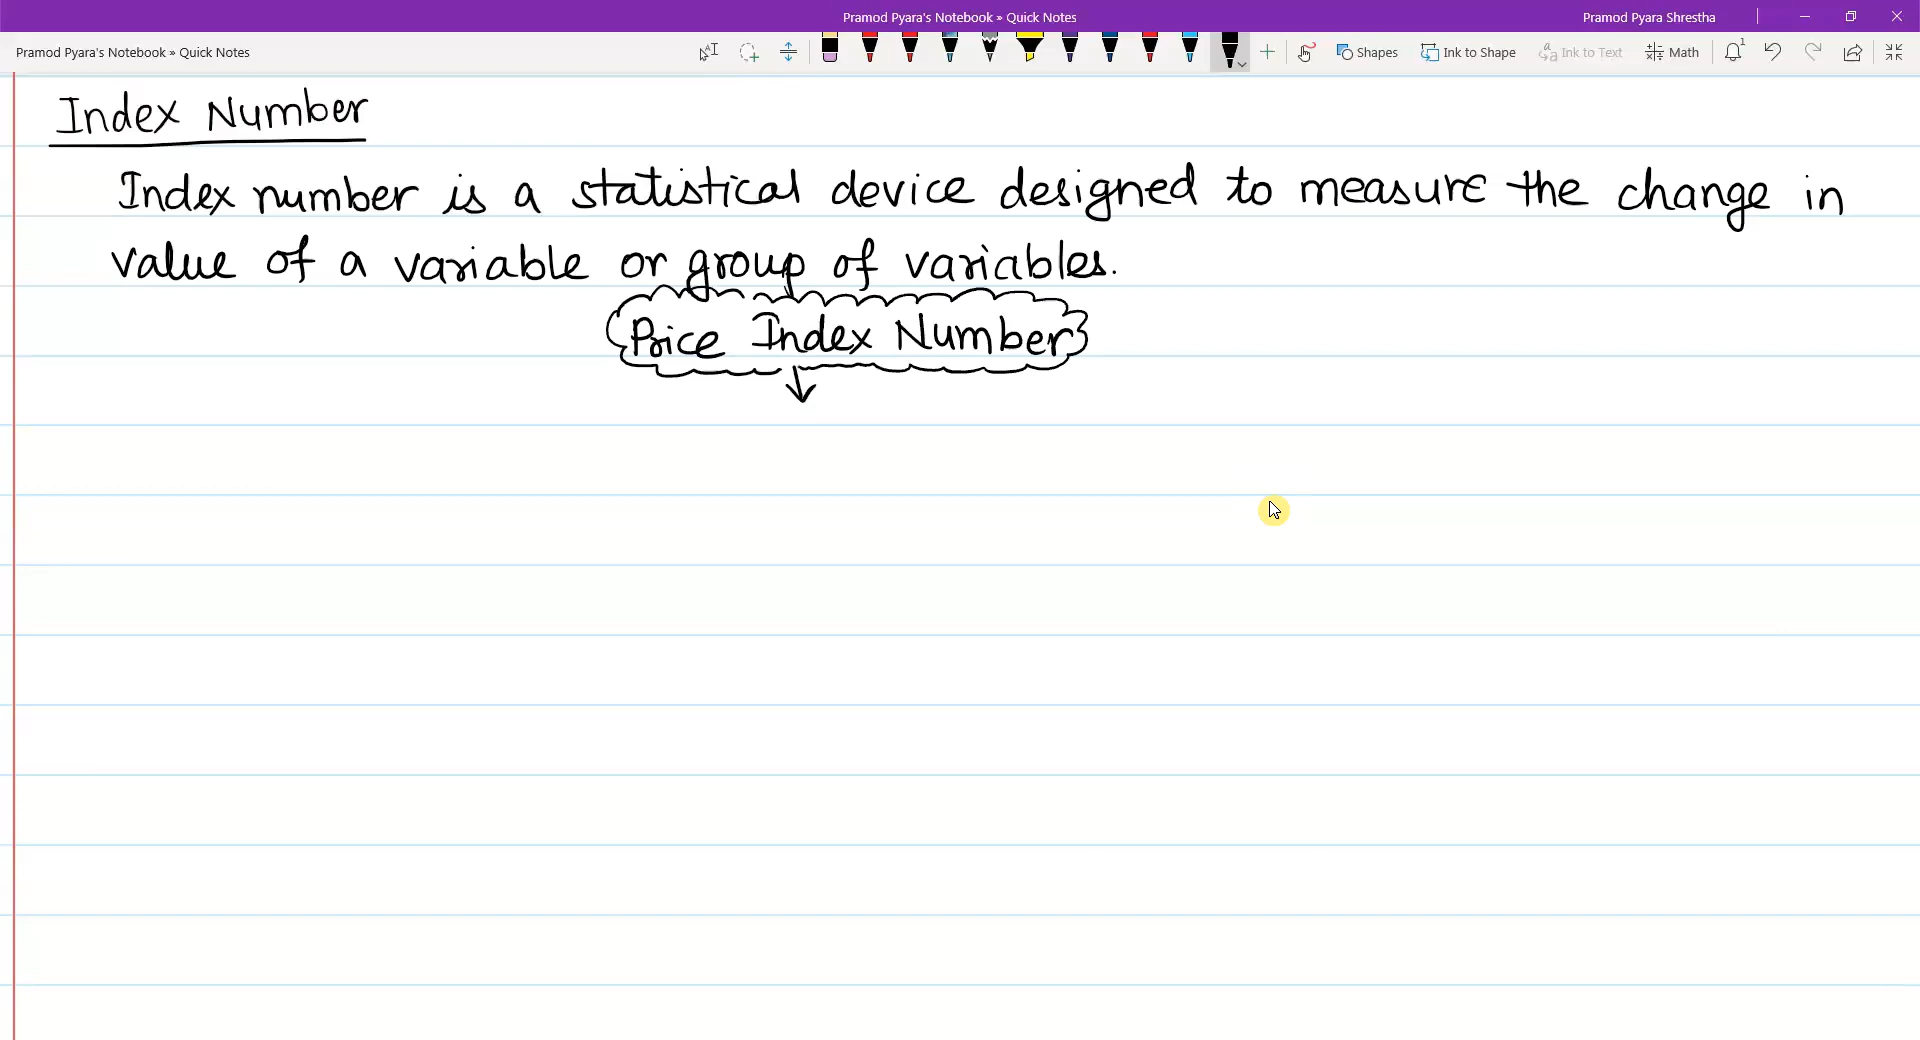 Pramod Pyara's Notebook » Quick Notes
Pramod Pyara Shrestha
Pramod Pyara's Notebook » Quick Notes
Shapes
Ink to Shape
Ink to Text
Math
1
Index Number
Index number is a statistical device designed to measure the change in
value of a variable or group of variables.
Price Index Number